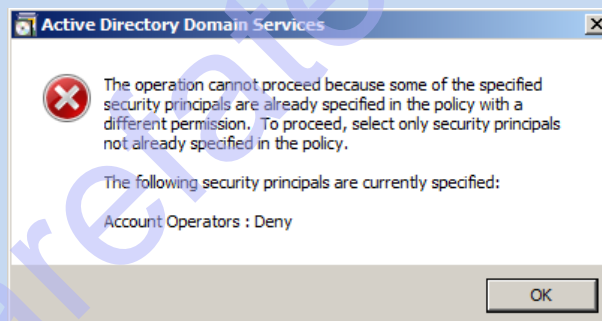 Active Directory Domain Services
The operation cannot proceed because some of the specified
security principals are already specified in the policy with a
different permission. To proceed, select only security principals
not already specified in the policy.
The following security principals are currently specified:
Account Operators : Deny
OK